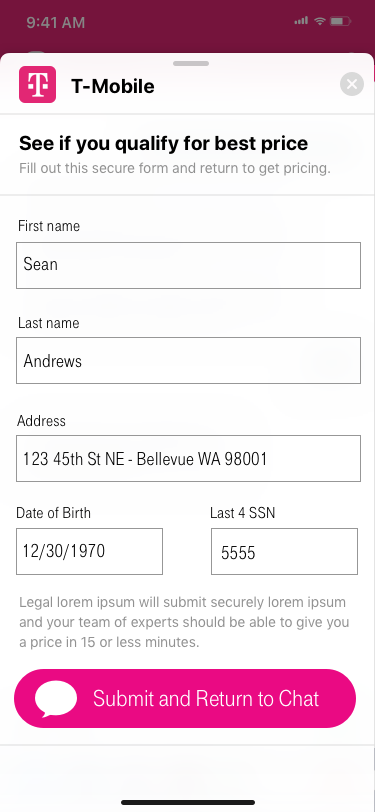 9:41 AM
T
T-Mobile
See if you qualify for best price
Fill out this secure form and return to get pricing.
First name
Sean
Last name
Andrews
Address
123 45th St NE - Bellevue WA 98001
Date of Birth
Last 4 SSN
12/30/1970
5555
Legal lorem ipsum will submit securely lorem ipsum
and your team of experts should be able to give you
a price in 15 or less minutes.
Submit and Return to Chat